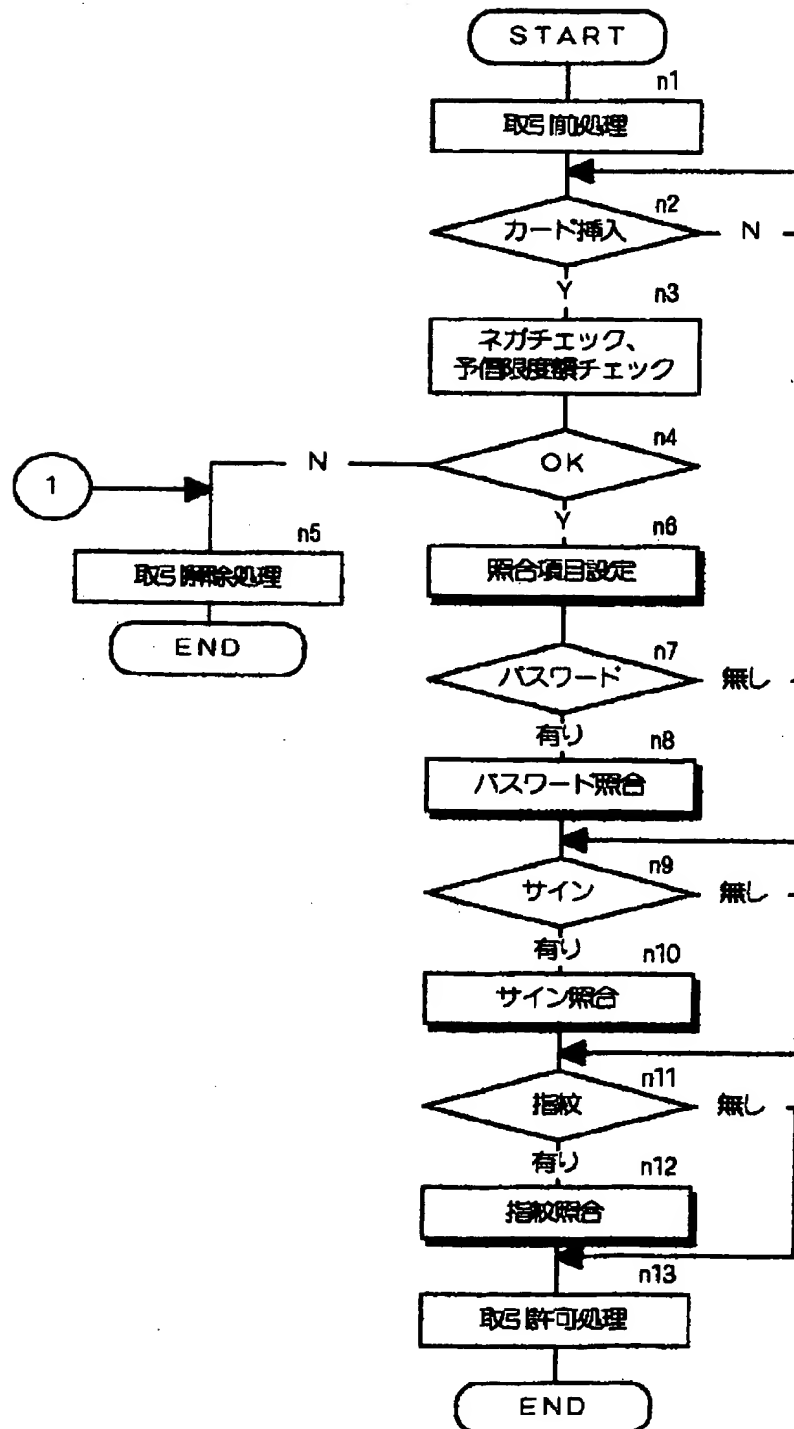 START
n1
取引前処理
n2
カード挿入
N
Y
n3
ネガチェック、
予信限度額チェック
n4
OK
N
1
Y
n5
取引解除処理
END
n6
照合項目設定
n7
パスワード
無し
有り
n8
パスワード照合
n9
サイン
無し
有り
n10
サイン照合
n11
指紋
無し
有り
n12
指紋照合
n13
取引許可処理
END